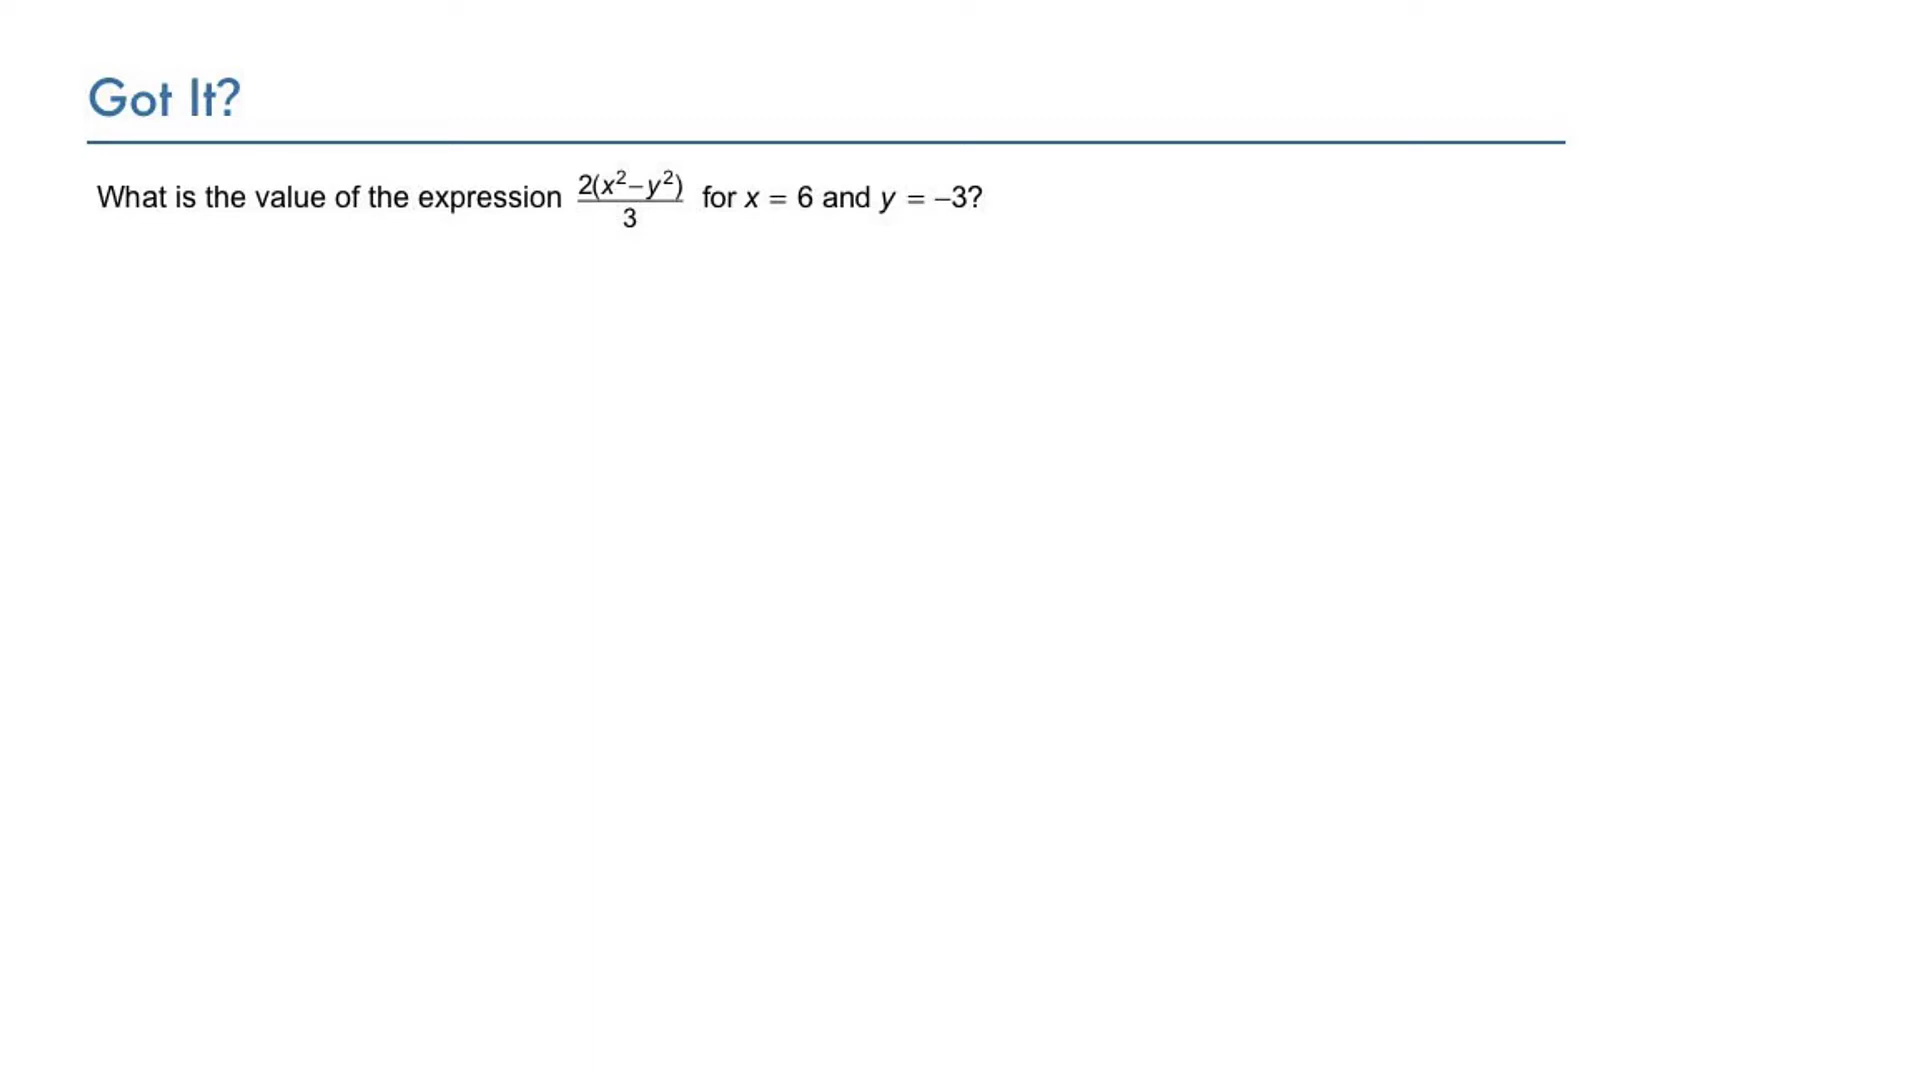 Got It?
What is the value of the expression 2(x²–y²)/3 for x = 6 and y = –3?